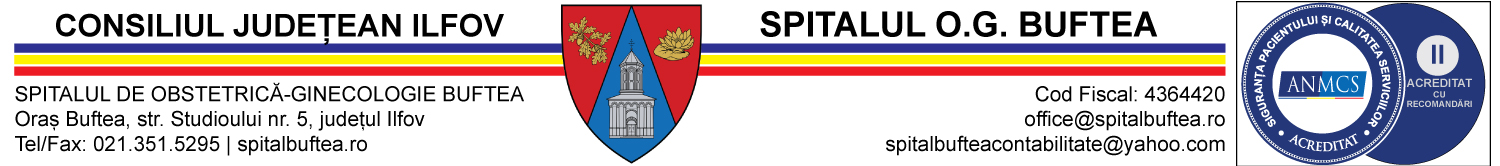 CONSILIUL JUDEȚEAN ILFOV
SPITALUL DE OBSTETRICĂ-GINECOLOGIE BUFTEA
Oraș Buftea, str. Studioului nr. 5, județul Ilfov
Tel/Fax: 021.351.5295 | spitalbuftea.ro
SPITALUL O.G. BUFTEA
Cod Fiscal: 4364420
office@spitalbuftea.ro
spitalbufteacontabilitate@yahoo.com
SIGURANȚA PACIENTULUI ȘI CALITATEA SERVICIILOR
ANMCS
• ACREDITAT •
II
ACREDITAT
CU
RECOMANDĂRI